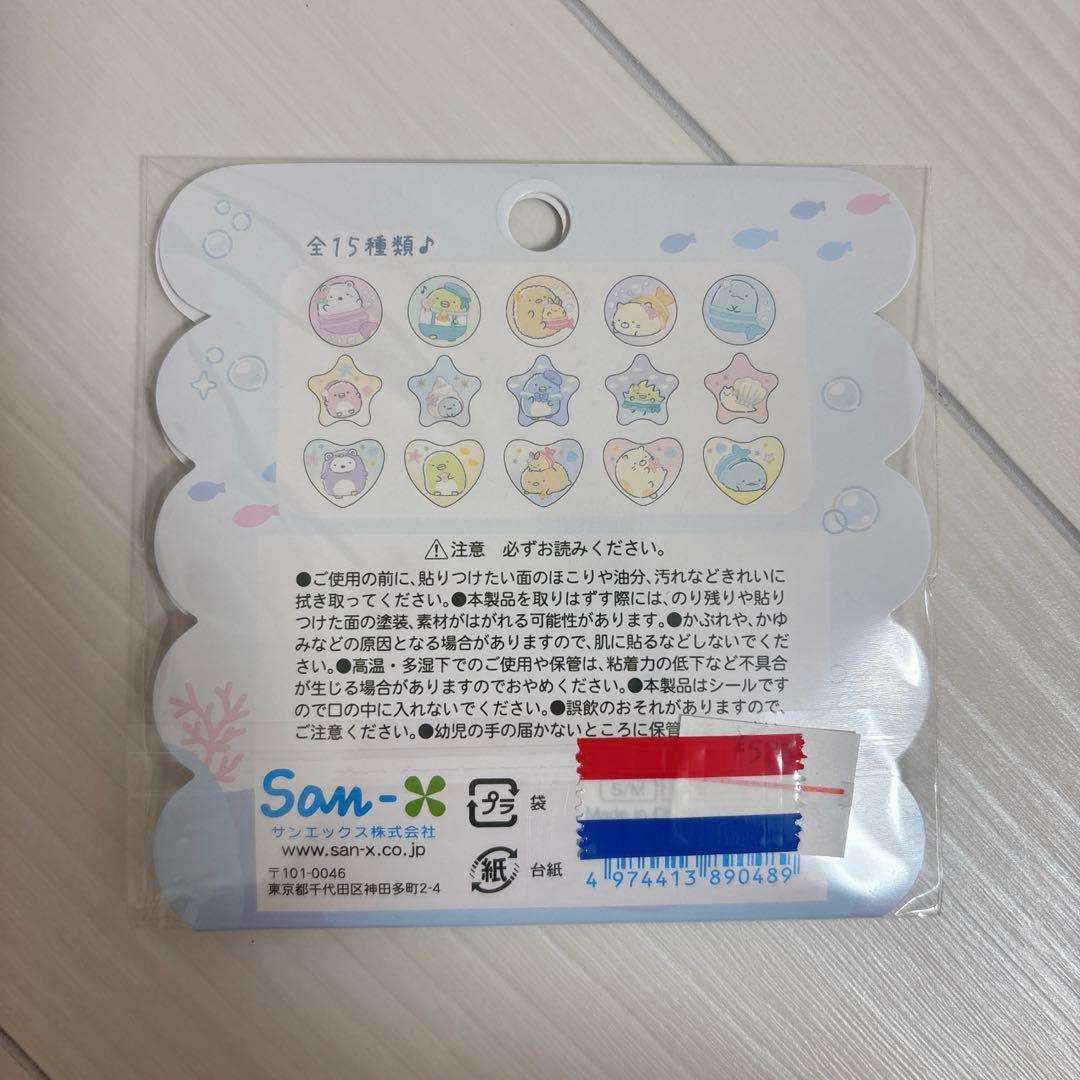 全15種類♪
⚠注意 必ずお読みください。
●ご使用の前に、貼りつけたい面のほこりや油分、汚れなどきれいに
拭き取ってください。●本製品を取りはずす際には、のり残りや貼り
つけた面の塗装、素材がはがれる可能性があります。●かぶれや、かゆ
みなどの原因となる場合がありますので、肌に貼るなどしないでくだ
さい。●高温・多湿下でのご使用や保管は、粘着力の低下など不具合
が生じる場合がありますのでおやめください。●本製品はシールです
ので口の中に入れないでください。●誤飲のおそれがありますので、
ご注意ください。●幼児の手の届かないところに保管
San-X
サンエックス株式会社
www.san-x.co.jp
〒101-0046
東京都千代田区神田多町2-4
プラ 袋
紙 台紙
S/M
4 974413 890489